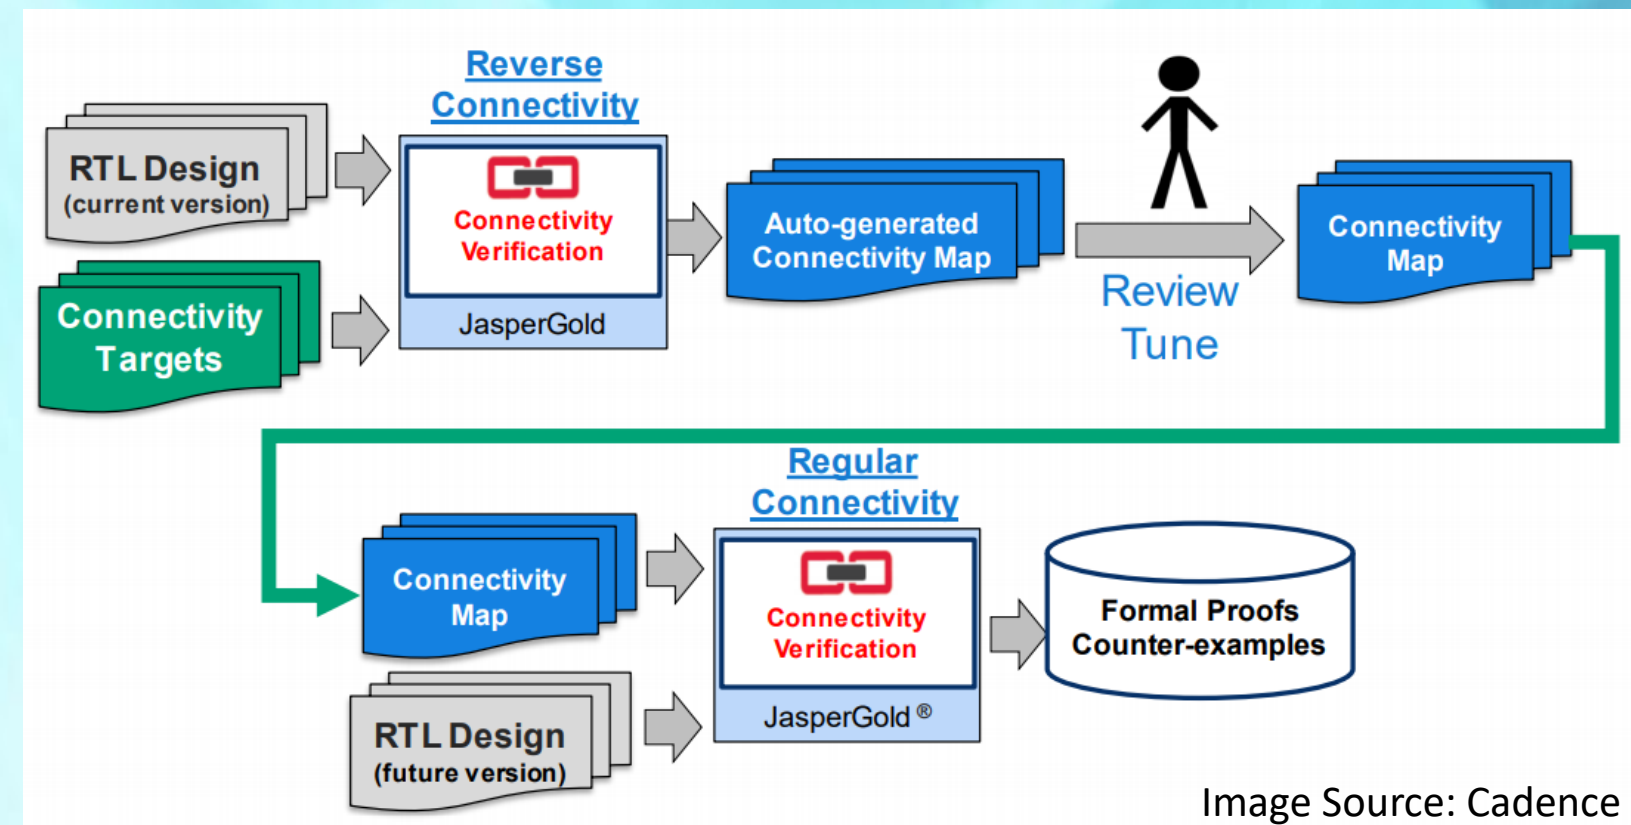 Reverse
Connectivity
RTL Design
(current version)
Connectivity
Targets
Connectivity
Verification
JasperGold
Auto-generated
Connectivity Map
Review
Tune
Connectivity
Map
Regular
Connectivity
Connectivity
Map
RTL Design
(future version)
Connectivity
Verification
JasperGold ®
Formal Proofs
Counter-examples
Image Source: Cadence